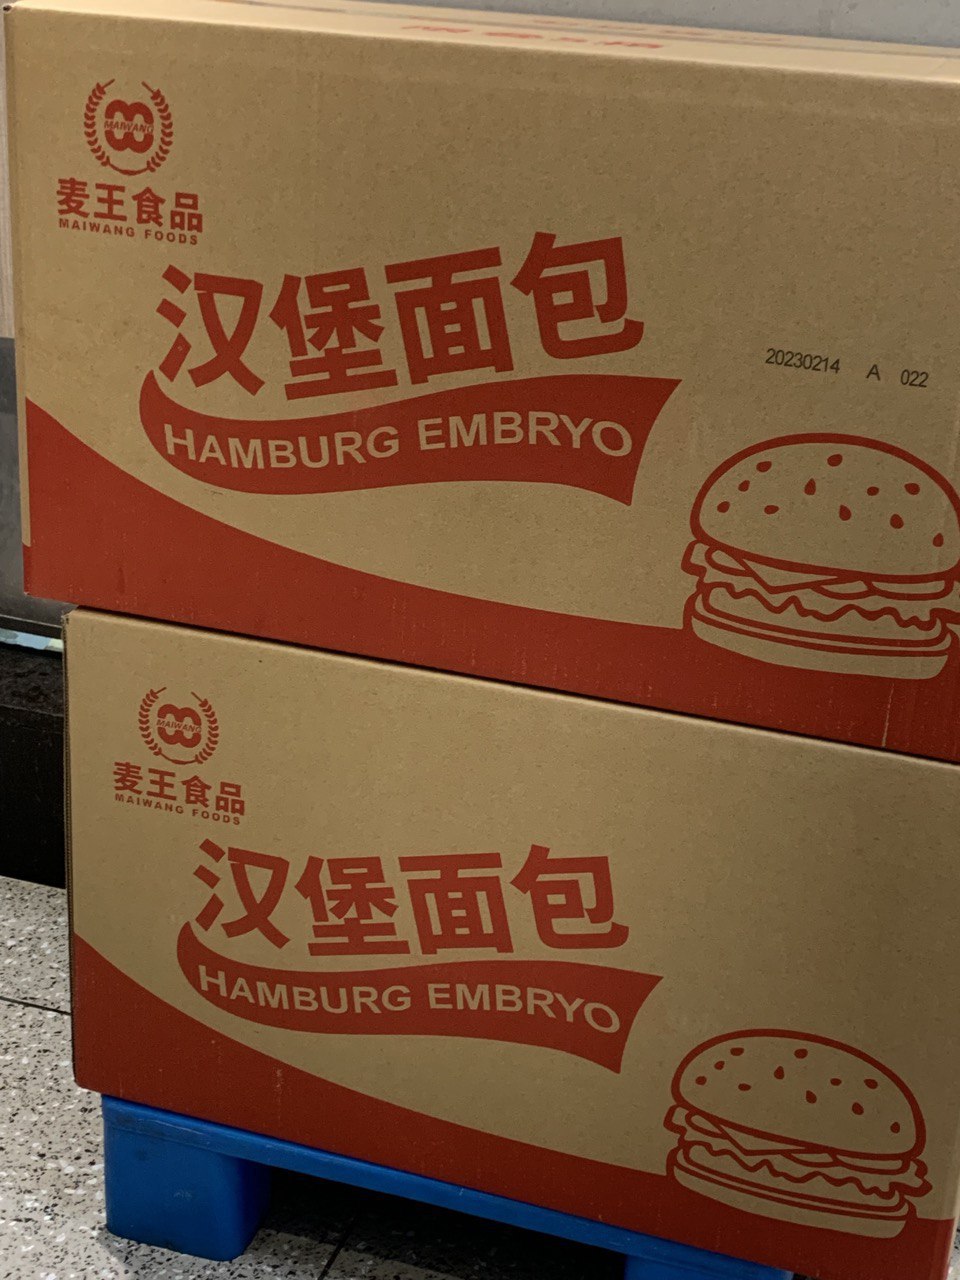 MAIWANG
麦王食品
MAIWANG FOODS
汉堡面包
HAMBURG EMBRYO
20230214 A 022
MAIWANG
麦王食品
MAIWANG FOODS
汉堡面包
HAMBURG EMBRYO